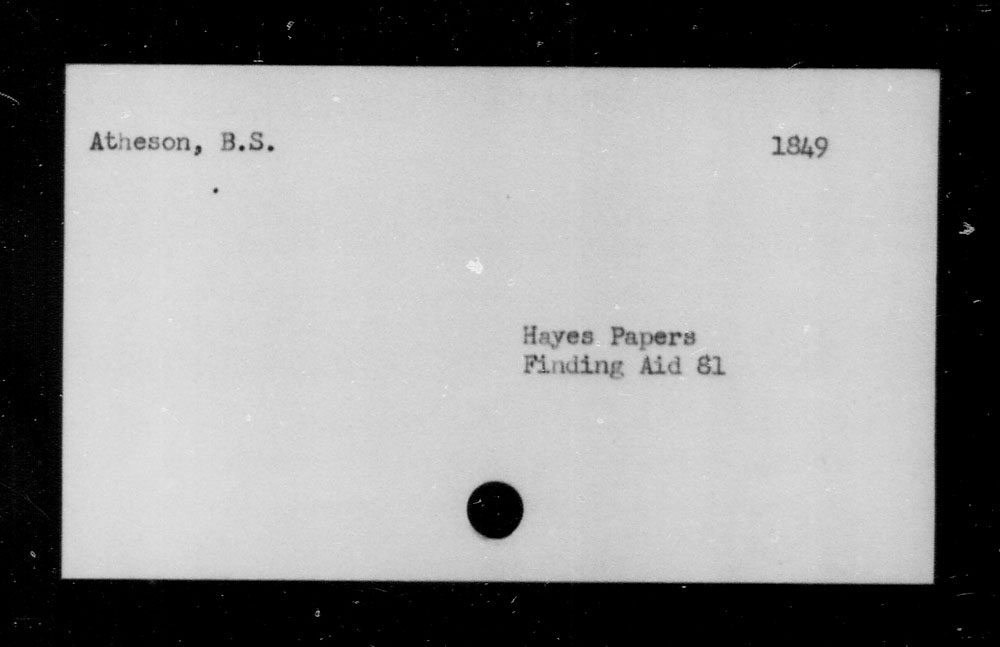 Atheson, B.S.
1849
Hayes Papers
Finding Aid 81